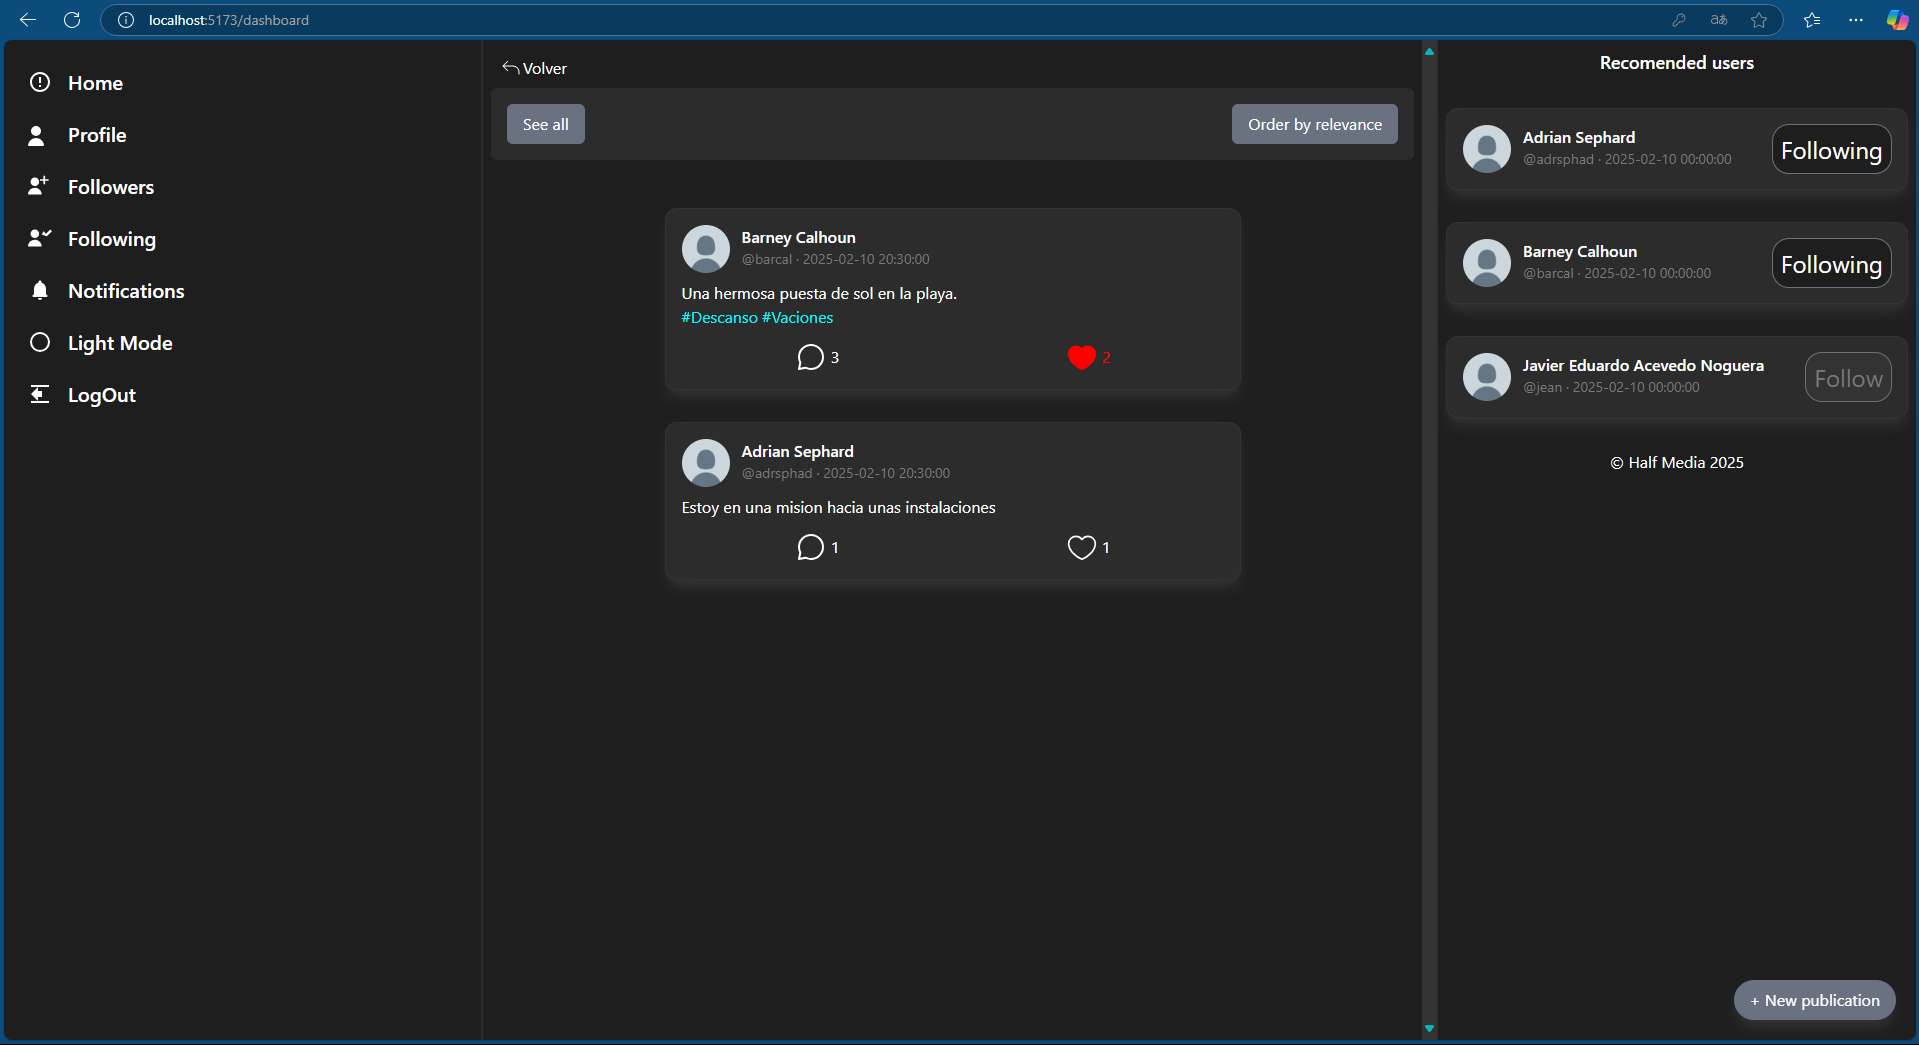 localhost:5173/dashboard
Home
Profile
Followers
Following
Notifications
Light Mode
LogOut
Volver
See all
Order by relevance
Barney Calhoun
@barcal · 2025-02-10 20:30:00
Una hermosa puesta de sol en la playa.
#Descanso #Vaciones
3
2
Adrian Sephard
@adrsphad · 2025-02-10 20:30:00
Estoy en una mision hacia unas instalaciones
1
1
Recomended users
Adrian Sephard
@adrsphad · 2025-02-10 00:00:00
Following
Barney Calhoun
@barcal · 2025-02-10 00:00:00
Following
Javier Eduardo Acevedo Noguera
@jean · 2025-02-10 00:00:00
Follow
© Half Media 2025
+ New publication